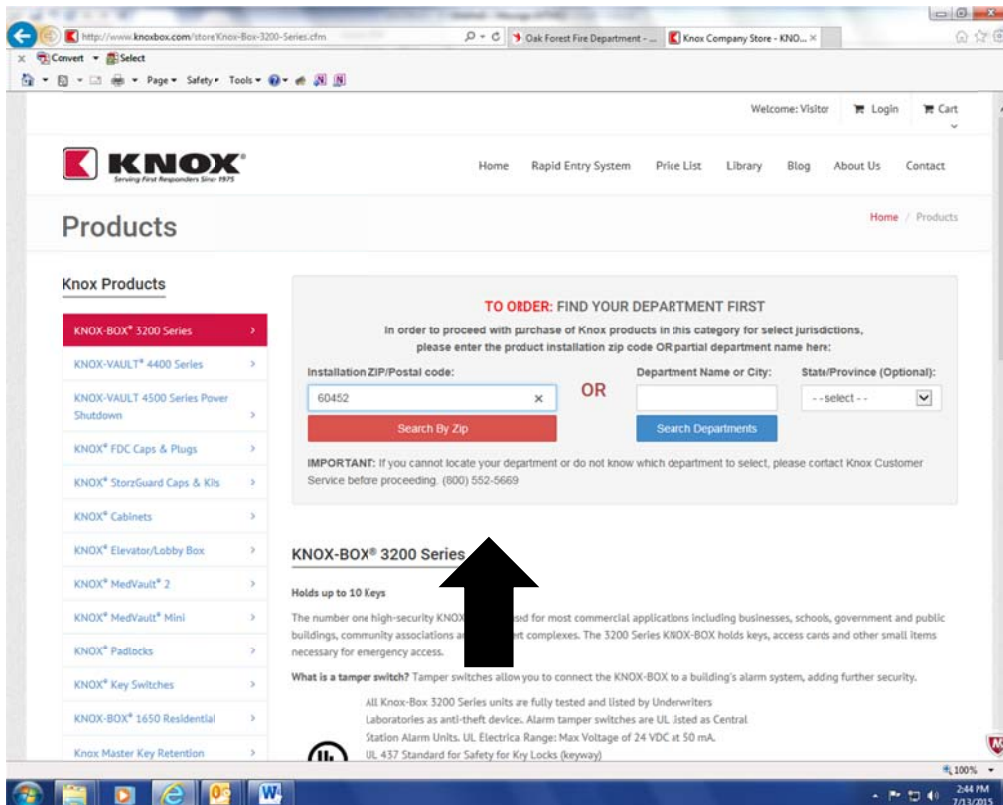 http://www.knoxbox.com/store/Knox-Box-3200-Series.cfm
Oak Forest Fire Department - ...
Knox Company Store - KNO...
x Convert Select
Page Safety Tools
Welcome: Visitor Login Cart
KNOX®
Serving First Responders Since 1975
Home Rapid Entry System Price List Library Blog About Us Contact
Products
Home / Products
Knox Products
KNOX-BOX® 3200 Series
KNOX-VAULT® 4400 Series
KNOX-VAULT 4500 Series Power
Shutdown
KNOX® FDC Caps & Plugs
KNOX® StorzGuard Caps & Kits
KNOX® Cabinets
KNOX® Elevator/Lobby Box
KNOX® MedVault® 2
KNOX® MedVault® Mini
KNOX® Padlocks
KNOX® Key Switches
KNOX-BOX® 1650 Residential
Knox Master Key Retention
TO ORDER: FIND YOUR DEPARTMENT FIRST
In order to proceed with purchase of Knox products in this category for select jurisdictions,
please enter the product installation zip code OR partial department name here:
Installation ZIP/Postal code:
60452
Search By Zip
OR
Department Name or City:
Search Departments
State/Province (Optional):
- -select - -
IMPORTANT: If you cannot locate your department or do not know which department to select, please contact Knox Customer
Service before proceeding. (800) 552-5669
KNOX-BOX® 3200 Series
Holds up to 10 Keys
The number one high-security KNOX for most commercial applications including businesses, schools, government and public
buildings, community associations complexes. The 3200 Series KNOX-BOX holds keys, access cards and other small items
necessary for emergency access.
What is a tamper switch? Tamper switches allow you to connect the KNOX-BOX to a building's alarm system, adding further security.
All Knox-Box 3200 Series units are fully tested and listed by Underwriters
Laboratories as anti-theft device. Alarm tamper switches are UL listed as Central
Station Alarm Units. UL Electrica Range: Max Voltage of 24 VDC at 50 mA.
UL 437 Standard for Safety for Key Locks (keyway)
UL
100%
2:44 PM
7/13/2015